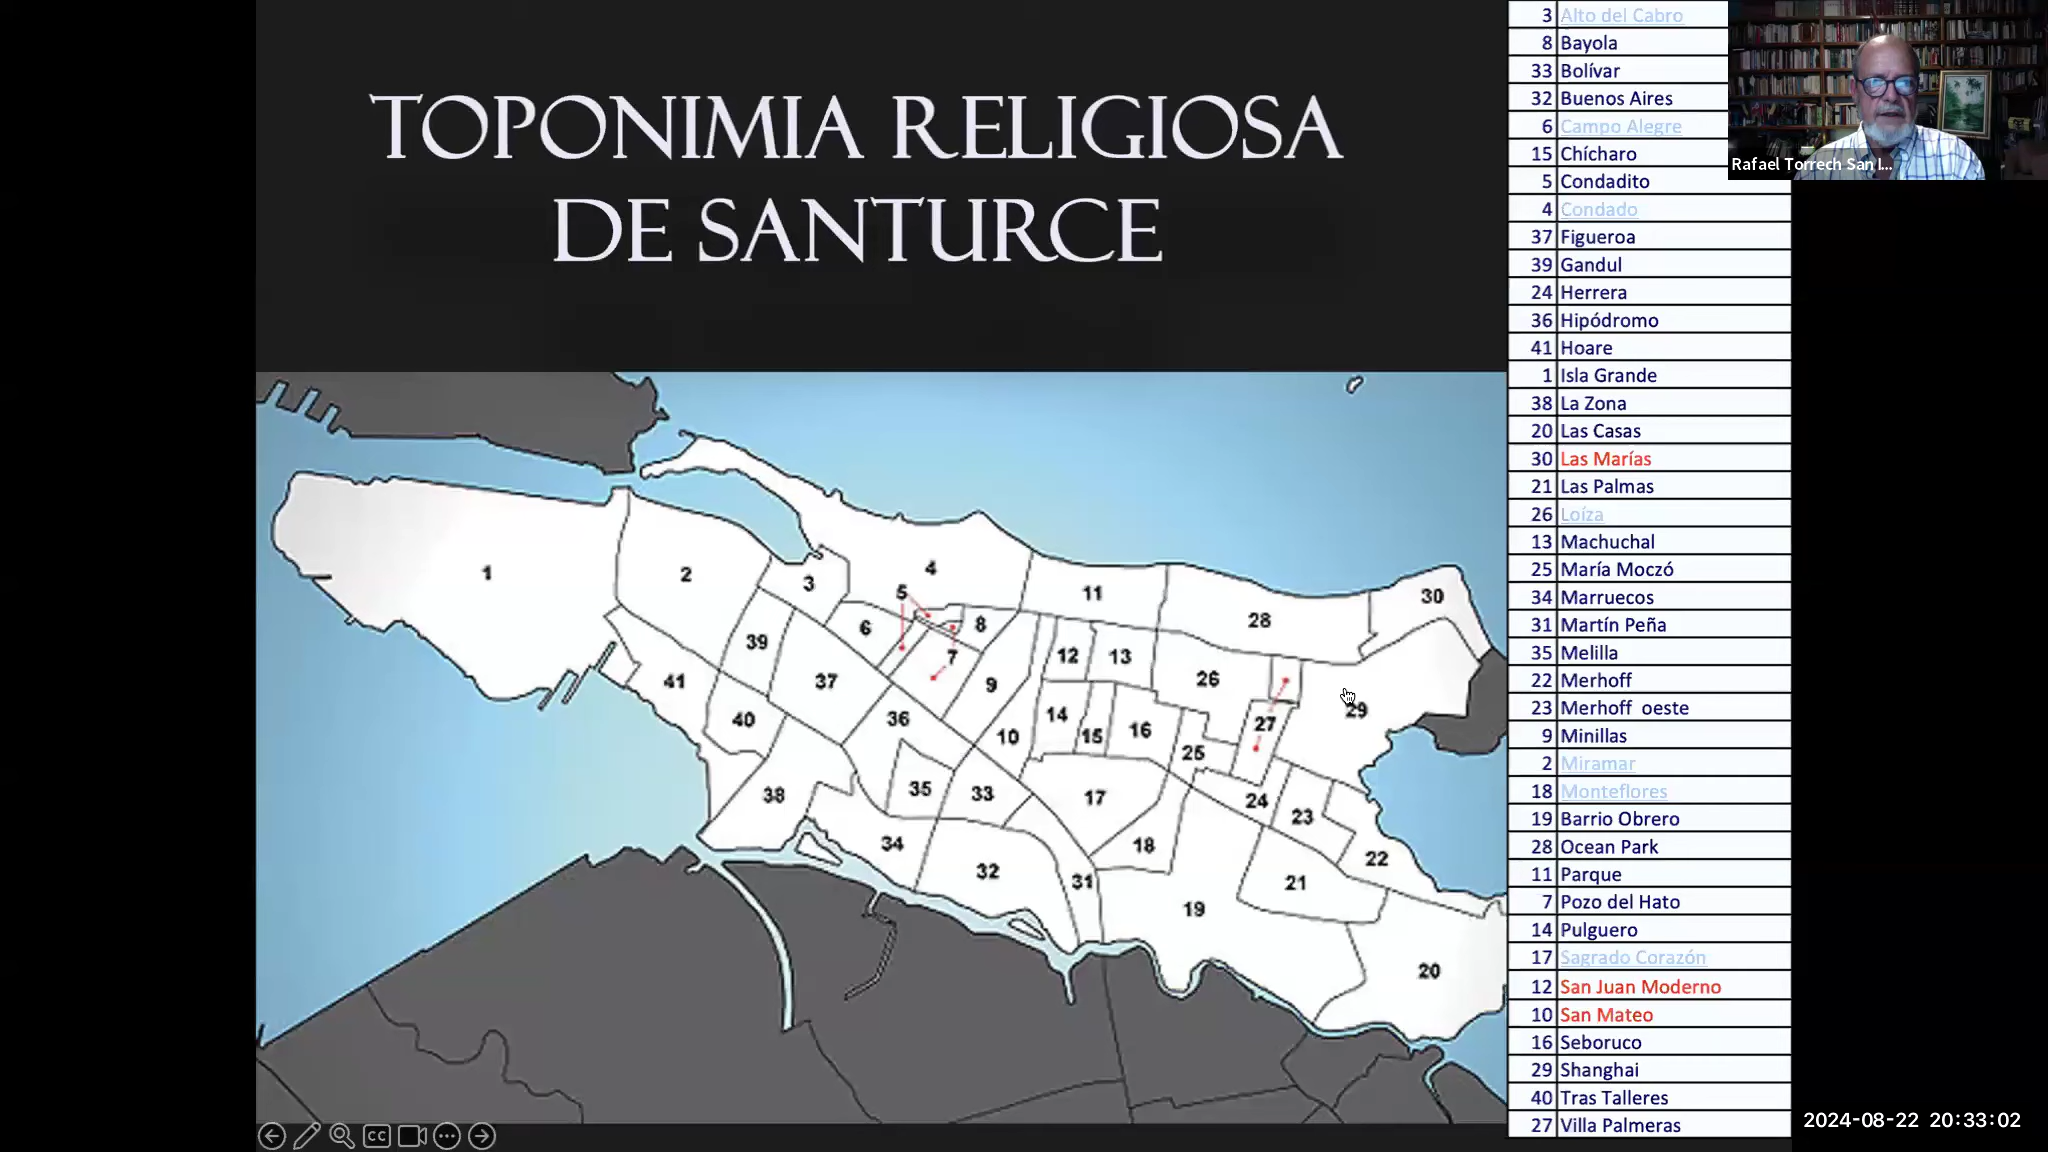 TOPONIMIA RELIGIOSA
DE SANTURCE
3 Alto del Cabro
8 Bayola
33 Bolívar
32 Buenos Aires
6 Campo Alegre
15 Chícharo
5 Condadito
4 Condado
37 Figueroa
39 Gandul
24 Herrera
36 Hipódromo
41 Hoare
1 Isla Grande
38 La Zona
20 Las Casas
30 Las Marías
21 Las Palmas
26 Loíza
13 Machuchal
25 María Moczó
34 Marruecos
31 Martín Peña
35 Melilla
22 Merhoff
23 Merhoff oeste
9 Minillas
2 Miramar
18 Monteflores
19 Barrio Obrero
28 Ocean Park
11 Parque
7 Pozo del Hato
14 Pulguero
17 Sagrado Corazón
12 San Juan Moderno
10 San Mateo
16 Seboruco
29 Shanghai
40 Tras Talleres
27 Villa Palmeras
Rafael Torrech San I...
1
2
3
4
5
6
7
8
9
10
11
12
13
14
15
16
17
18
19
20
21
22
23
24
25
26
27
28
29
30
31
32
33
34
35
36
37
38
39
40
41
CC
2024-08-22 20:33:02